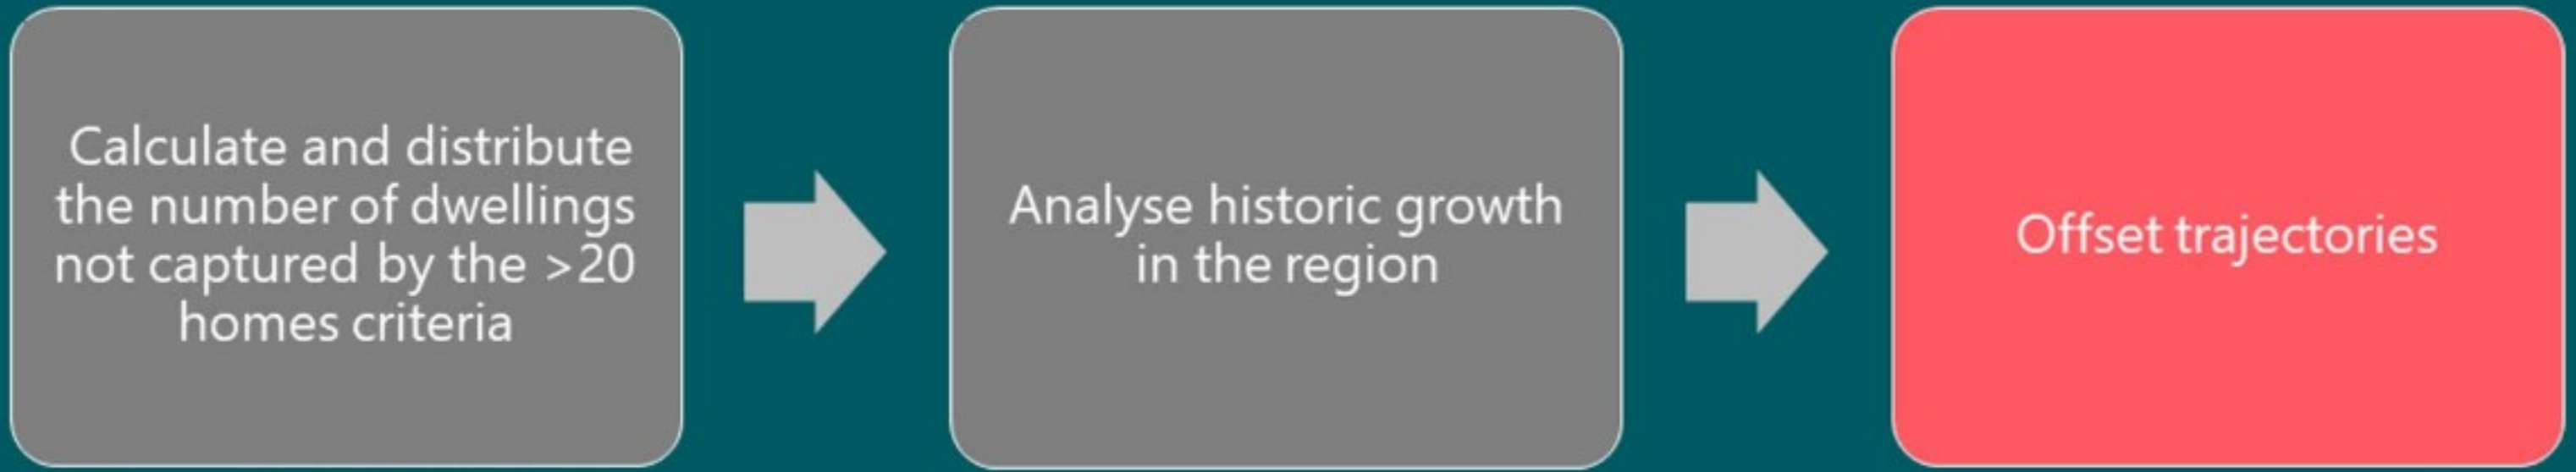 Calculate and distribute
the number of dwellings
not captured by the >20
homes criteria
Analyse historic growth
in the region
Offset trajectories